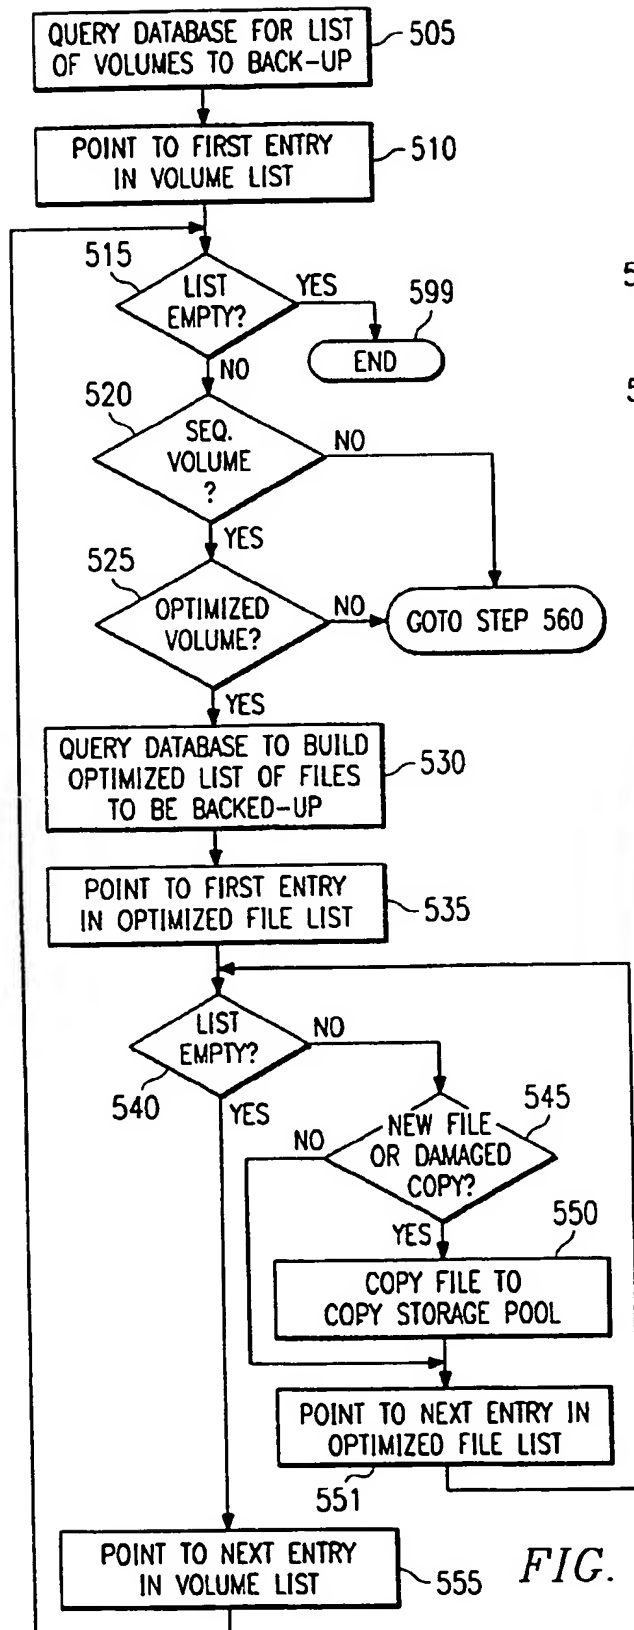 QUERY DATABASE FOR LIST
OF VOLUMES TO BACK-UP
505
POINT TO FIRST ENTRY
IN VOLUME LIST
510
515
LIST
EMPTY?
YES
599
END
NO
520
SEQ.
VOLUME
?
NO
YES
525
OPTIMIZED
VOLUME?
NO
GOTO STEP 560
YES
QUERY DATABASE TO BUILD
OPTIMIZED LIST OF FILES
TO BE BACKED-UP
530
POINT TO FIRST ENTRY
IN OPTIMIZED FILE LIST
535
LIST
EMPTY?
NO
540
YES
545
NEW FILE
OR DAMAGED
COPY?
NO
YES
550
COPY FILE TO
COPY STORAGE POOL
POINT TO NEXT ENTRY IN
OPTIMIZED FILE LIST
551
POINT TO NEXT ENTRY
IN VOLUME LIST
555
FIG.